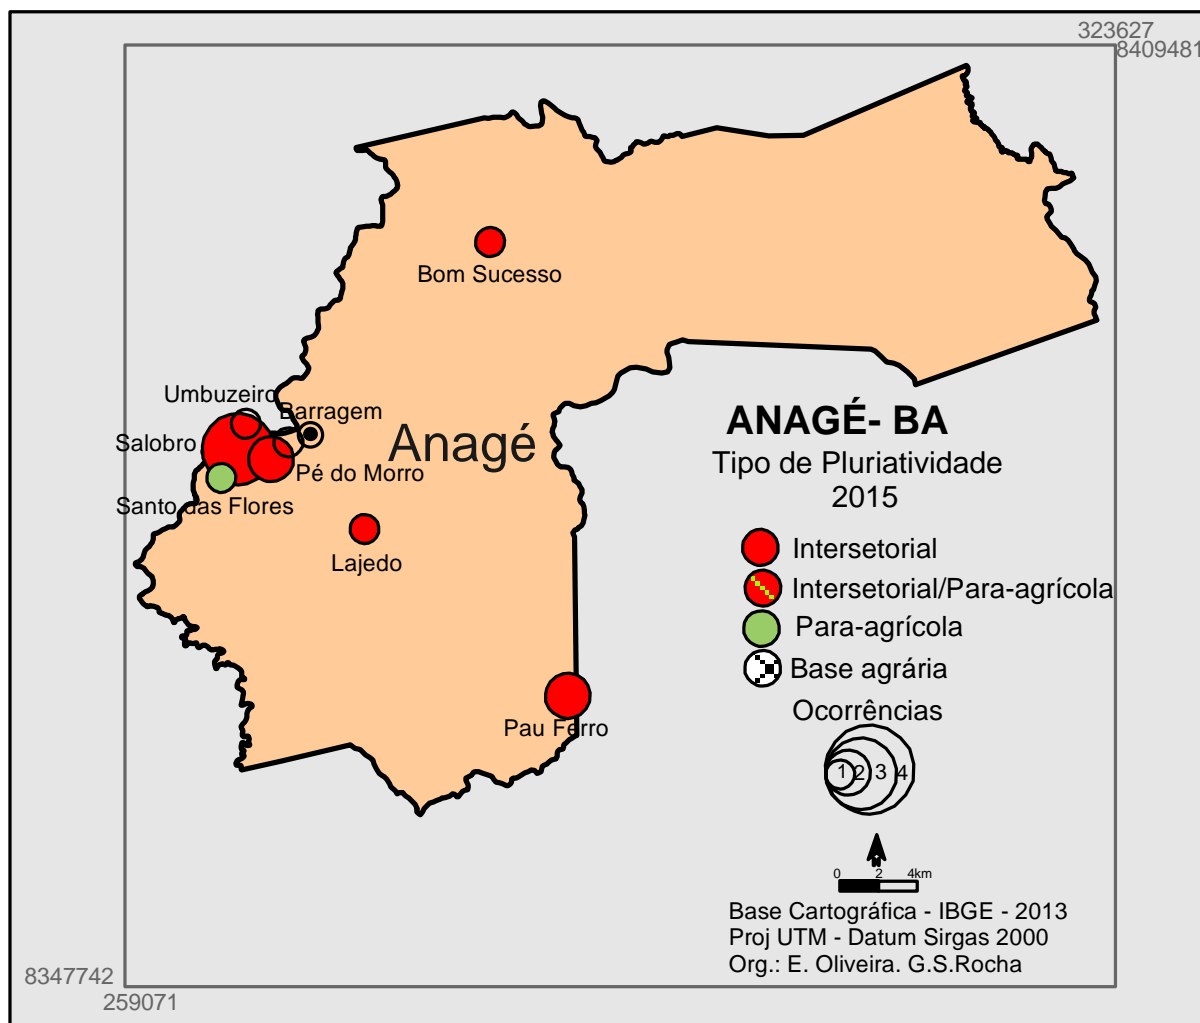 323627
8409481
Bom Sucesso
Umbuzeiro
Barragem
Salobro
Anagé
Pé do Morro
Santo das Flores
Lajedo
Pau Ferro
ANAGÉ- BA
Tipo de Pluriatividade
2015
Intersetorial
Intersetorial/Para-agrícola
Para-agrícola
Base agrária
Ocorrências
1 2 3 4
0 2 4km
Base Cartográfica - IBGE - 2013
Proj UTM - Datum Sirgas 2000
Org.: E. Oliveira. G.S.Rocha
8347742
259071